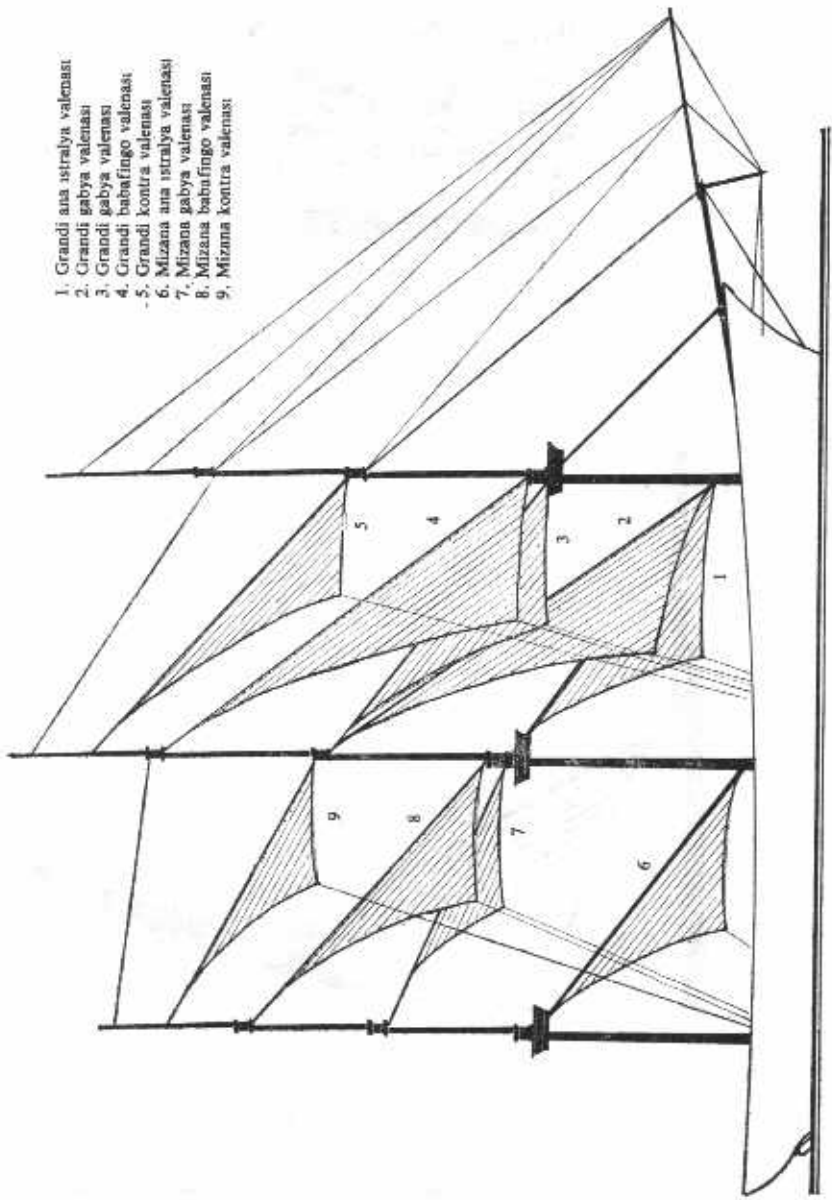 1. Grandi ana ıstralya valenası
2. Grandi gabya valenası
3. Grandi gabya valenası
4. Grandi babafingo valenası
5. Grandi kontra valenası
6. Mizana ana ıstralya valenası
7. Mizana gabya valenası
8. Mizana babafingo valenası
9. Mizana kontra valenası
5
4
3
2
1
9
8
7
6